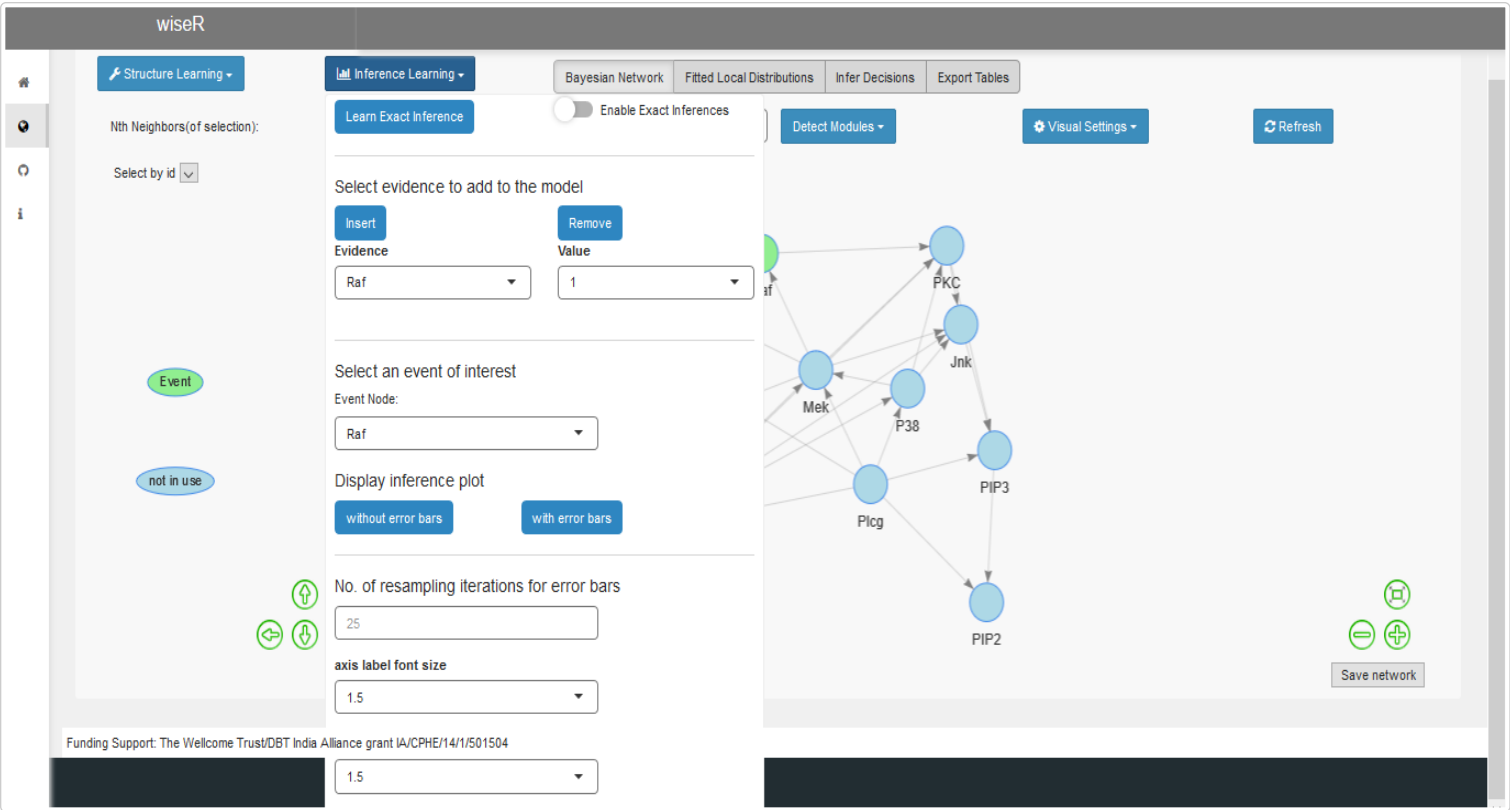 wiseR
Structure Learning
Inference Learning
Bayesian Network
Fitted Local Distributions
Infer Decisions
Export Tables
Learn Exact Inference
Enable Exact Inferences
Nth Neighbors(of selection):
Detect Modules
Visual Settings
Refresh
Select by id
Select evidence to add to the model
Insert
Remove
Evidence
Value
Raf
1
af
PKC
Jnk
Mek
P38
PIP3
Plcg
PIP2
Event
not in use
Select an event of interest
Event Node:
Raf
Display inference plot
without error bars
with error bars
No. of resampling iterations for error bars
25
axis label font size
1.5
Save network
Funding Support: The Wellcome Trust/DBT India Alliance grant IA/CPHE/14/1/501504
1.5